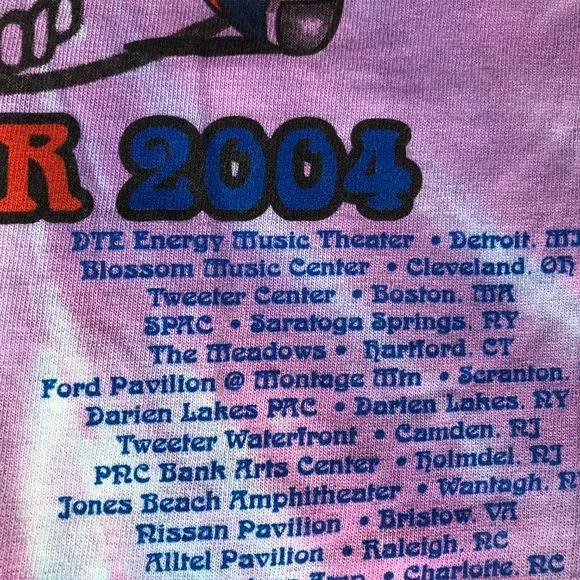 R 2004
DTE Energy Music Theater • Detroit, MI
Blossom Music Center • Cleveland, OH
Tweeter Center • Boston, MA
SPAC • Saratoga Springs, NY
The Meadows • Hartford, CT
Ford Pavilion @ Montage Mtn • Scranton,
Darien Lakes PAC • Darien Lakes, NY
Tweeter Waterfront • Camden, NJ
PNC Bank Arts Center • Holmdel, NJ
Jones Beach Amphitheater • Wantagh, N
Nissan Pavilion • Bristow, VA
Alltel Pavilion • Raleigh, NC
Amp • Charlotte, NC